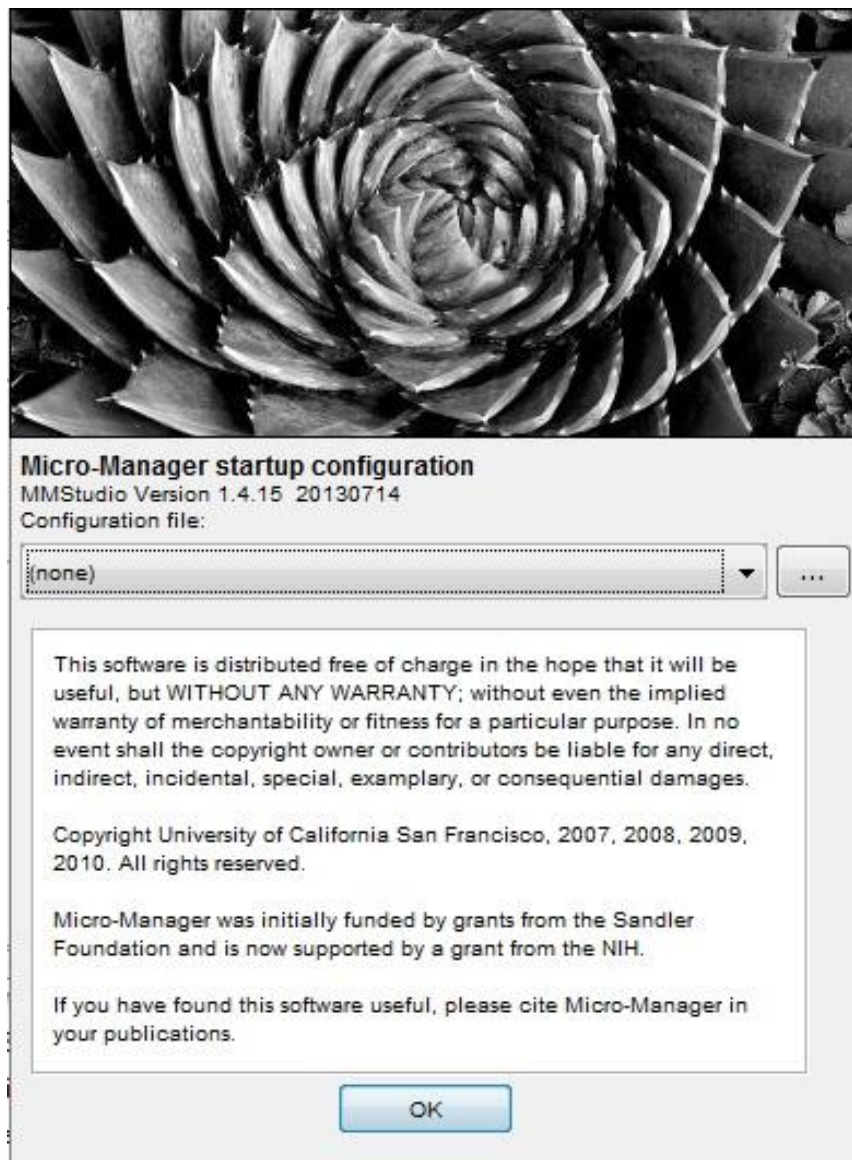 Micro-Manager startup configuration
MMStudio Version 1.4.15 20130714
Configuration file:
(none)
...
This software is distributed free of charge in the hope that it will be
useful, but WITHOUT ANY WARRANTY; without even the implied
warranty of merchantability or fitness for a particular purpose. In no
event shall the copyright owner or contributors be liable for any direct,
indirect, incidental, special, examplary, or consequential damages.
Copyright University of California San Francisco, 2007, 2008, 2009,
2010. All rights reserved.
Micro-Manager was initially funded by grants from the Sandler
Foundation and is now supported by a grant from the NIH.
If you have found this software useful, please cite Micro-Manager in
your publications.
OK